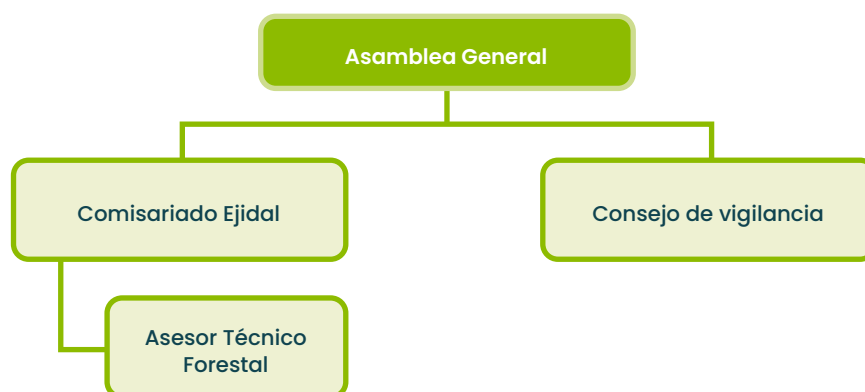 Asamblea General
Comisariado Ejidal
Consejo de vigilancia
Asesor Técnico
Forestal